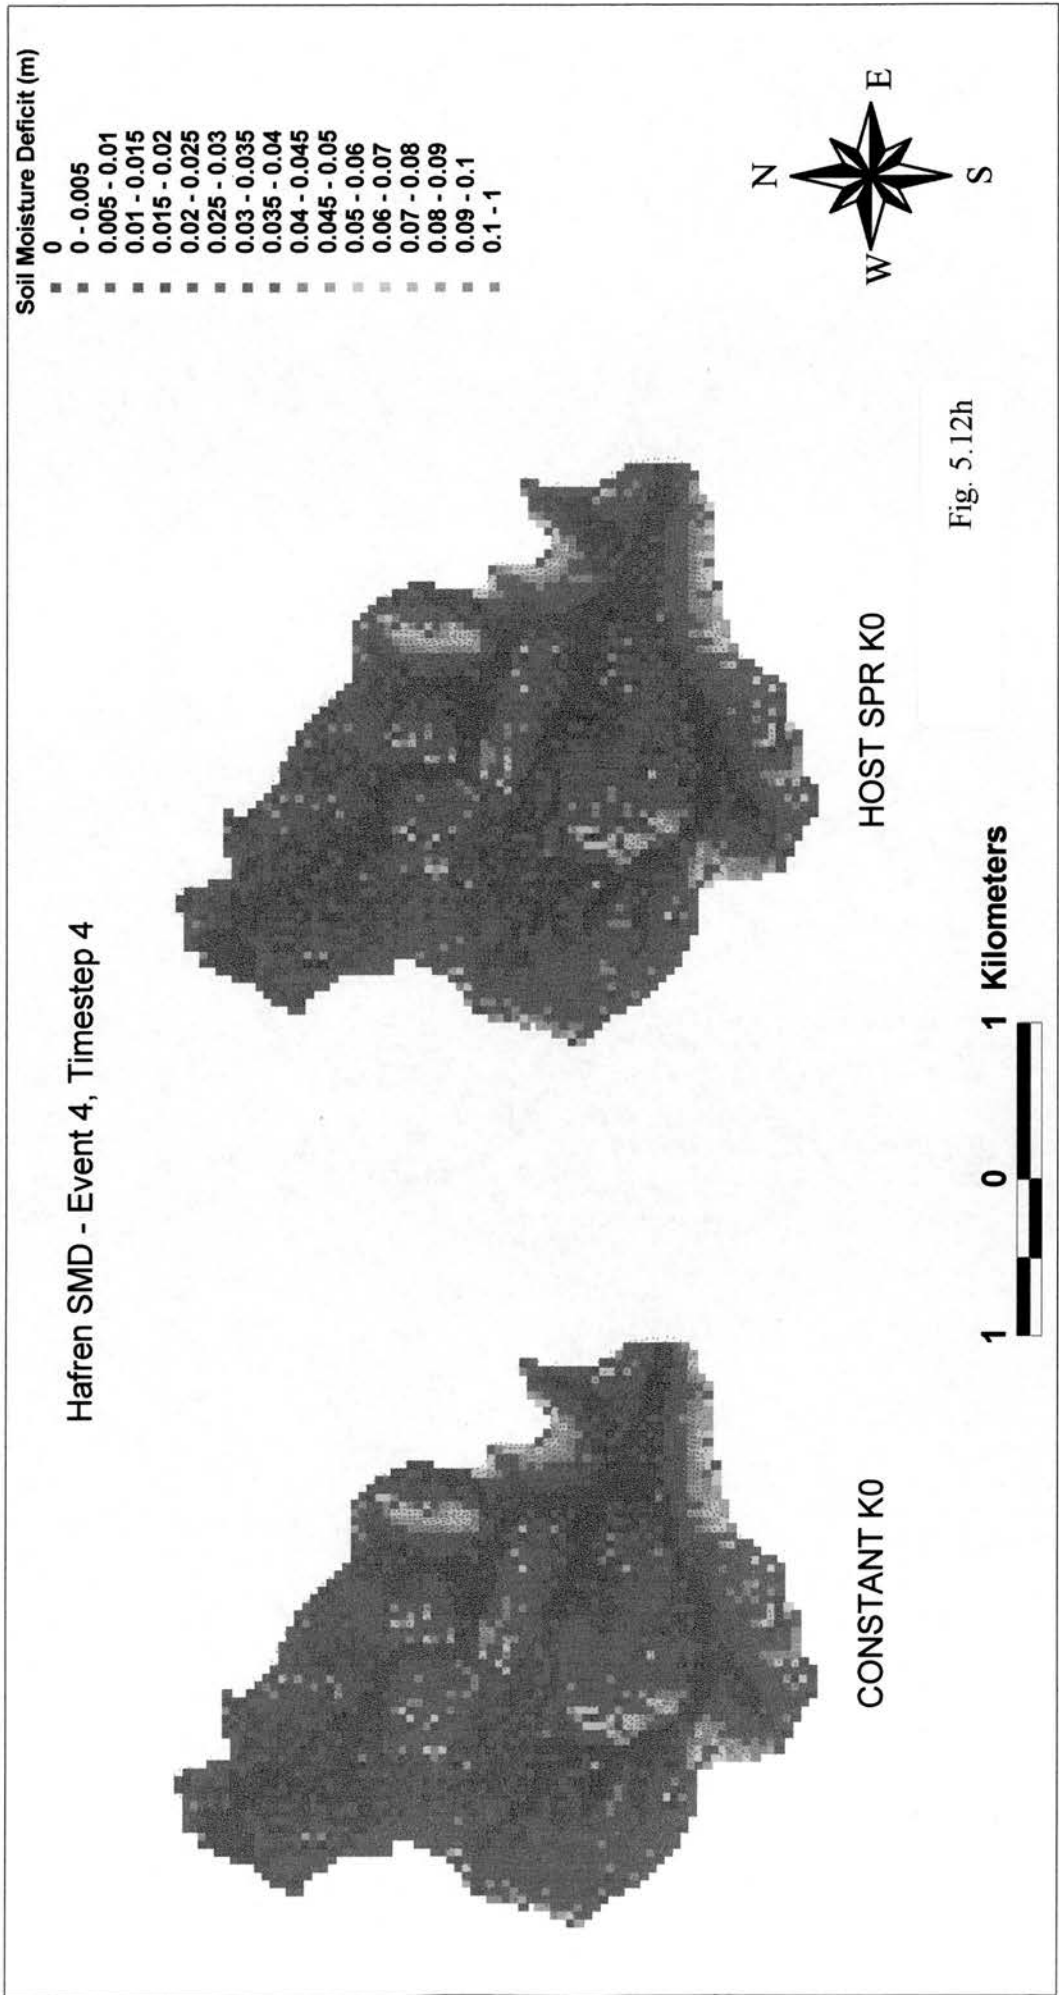 Hafren SMD - Event 4, Timestep 4
Soil Moisture Deficit (m)
0
0 - 0.005
0.005 - 0.01
0.01 - 0.015
0.015 - 0.02
0.02 - 0.025
0.025 - 0.03
0.03 - 0.035
0.035 - 0.04
0.04 - 0.045
0.045 - 0.05
0.05 - 0.06
0.06 - 0.07
0.07 - 0.08
0.08 - 0.09
0.09 - 0.1
0.1 - 1
CONSTANT K0
HOST SPR K0
N
W
E
S
Fig. 5.12h
1 0 1 Kilometers